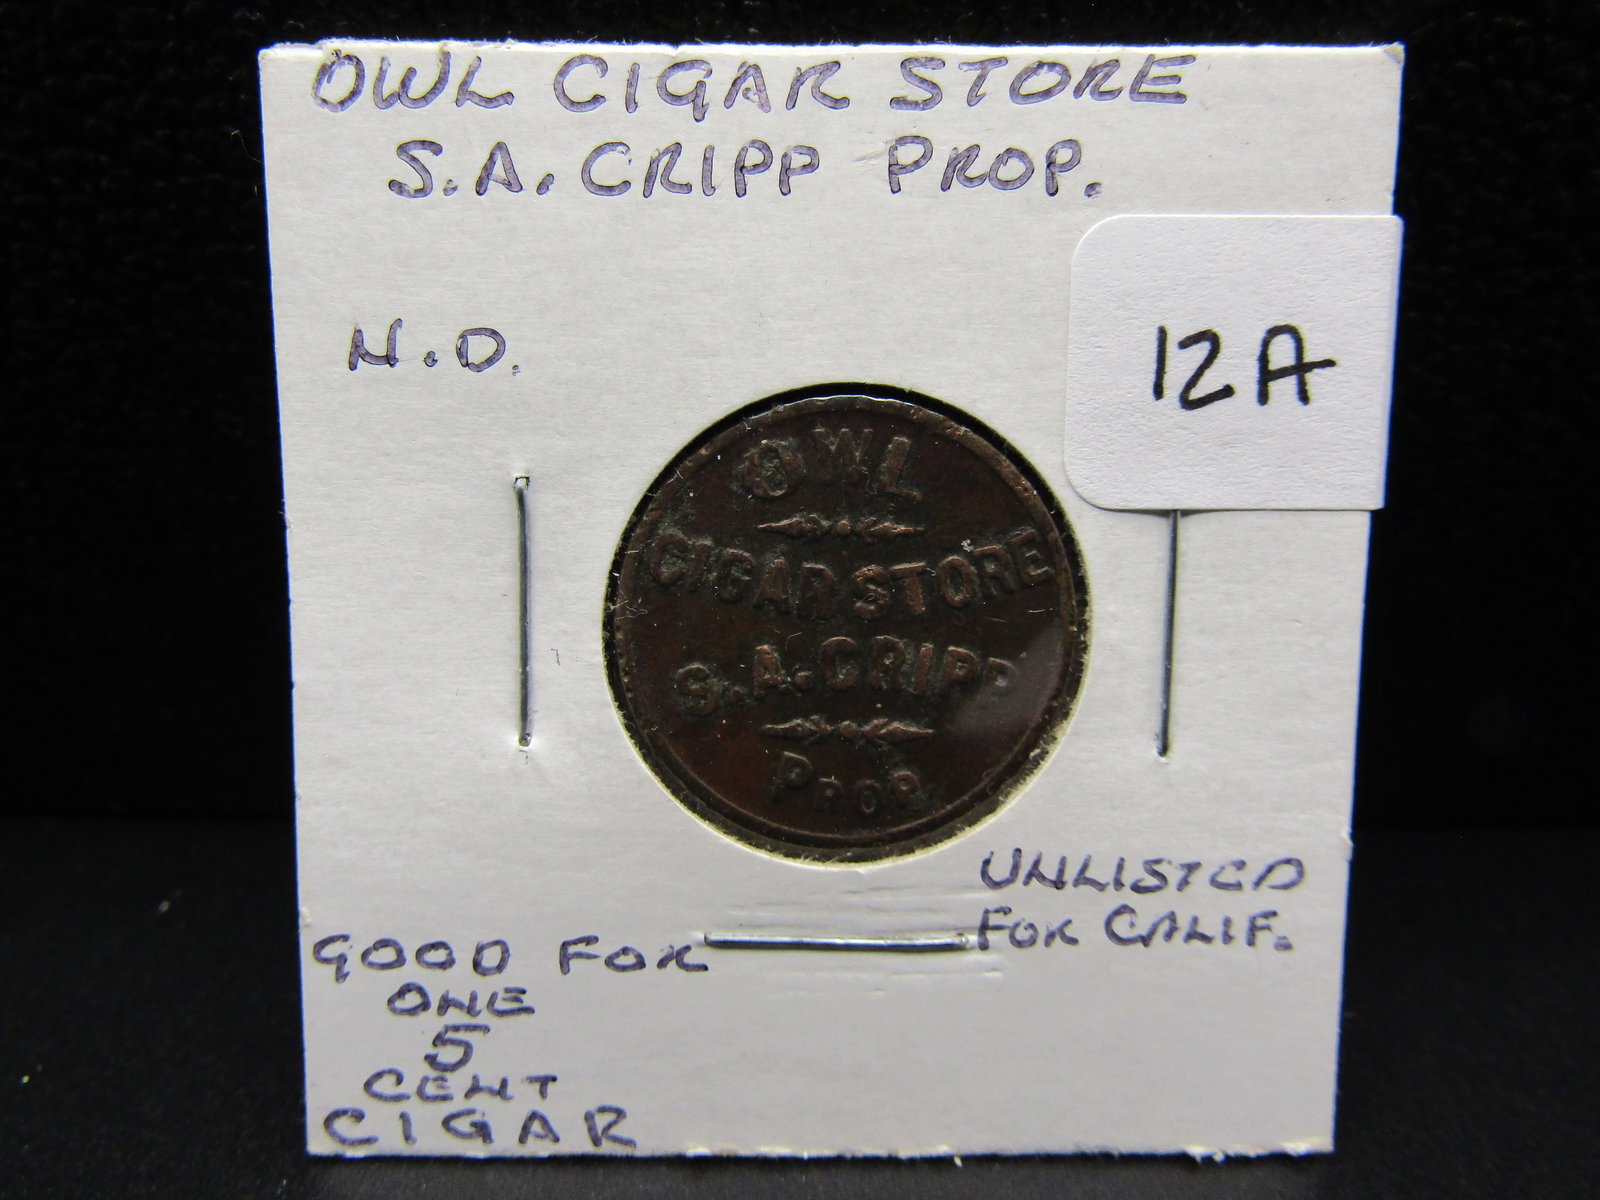 OWL CIGAR STORE
S.A. CRIPP PROP.
N.D.
12A
OWL
CIGAR STORE
S. A. CRIPP
PROP.
UNLISTED
FOR CALIF.
GOOD FOR
ONE
5
CENT
CIGAR